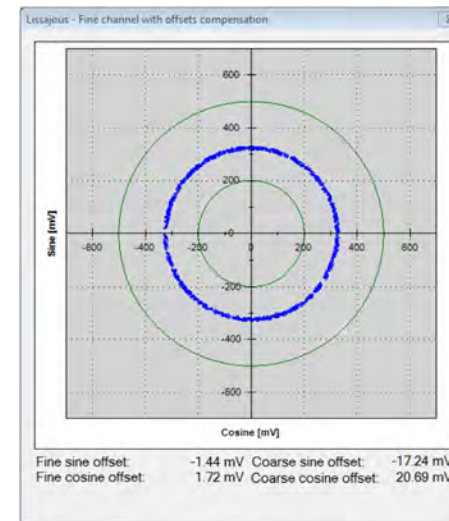 Lissajous - Fine channel with offsets compensation
600
400
200
-600 -400 -200 0 200 400 600
-200
-400
-600
Sine [mV]
Cosine [mV]
Fine sine offset: -1.44 mV Coarse sine offset: -17.24 mV
Fine cosine offset: 1.72 mV Coarse cosine offset: 20.69 mV